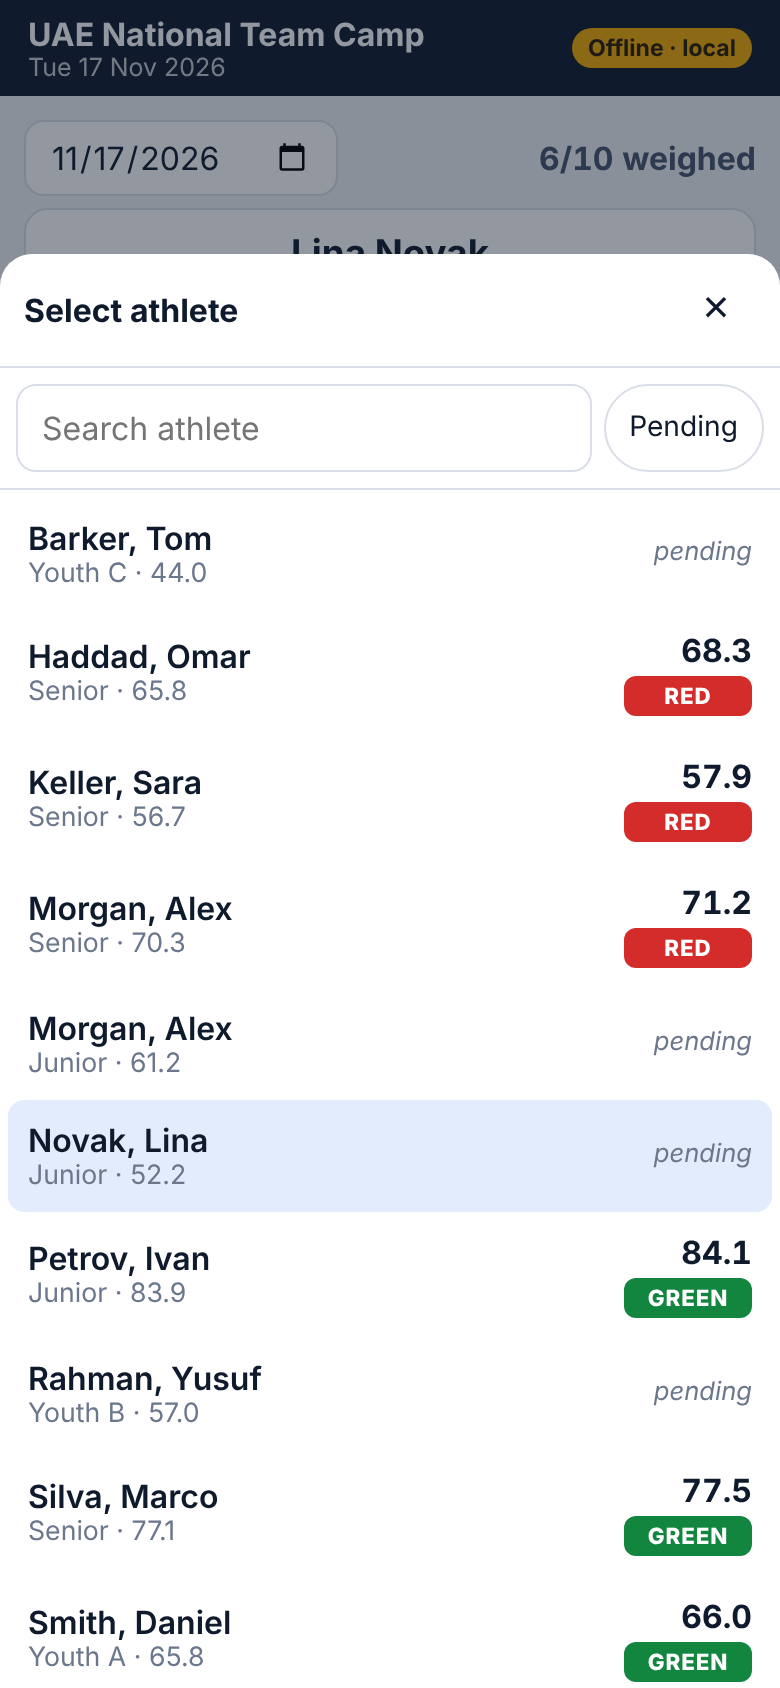 UAE National Team Camp
Tue 17 Nov 2026
Offline · local
11/17/2026
6/10 weighed
Lina Novak
Select athlete
×
Search athlete
Pending
Barker, Tom
Youth C · 44.0
pending
Haddad, Omar
Senior · 65.8
68.3
RED
Keller, Sara
Senior · 56.7
57.9
RED
Morgan, Alex
Senior · 70.3
71.2
RED
Morgan, Alex
Junior · 61.2
pending
Novak, Lina
Junior · 52.2
pending
Petrov, Ivan
Junior · 83.9
84.1
GREEN
Rahman, Yusuf
Youth B · 57.0
pending
Silva, Marco
Senior · 77.1
77.5
GREEN
Smith, Daniel
Youth A · 65.8
66.0
GREEN